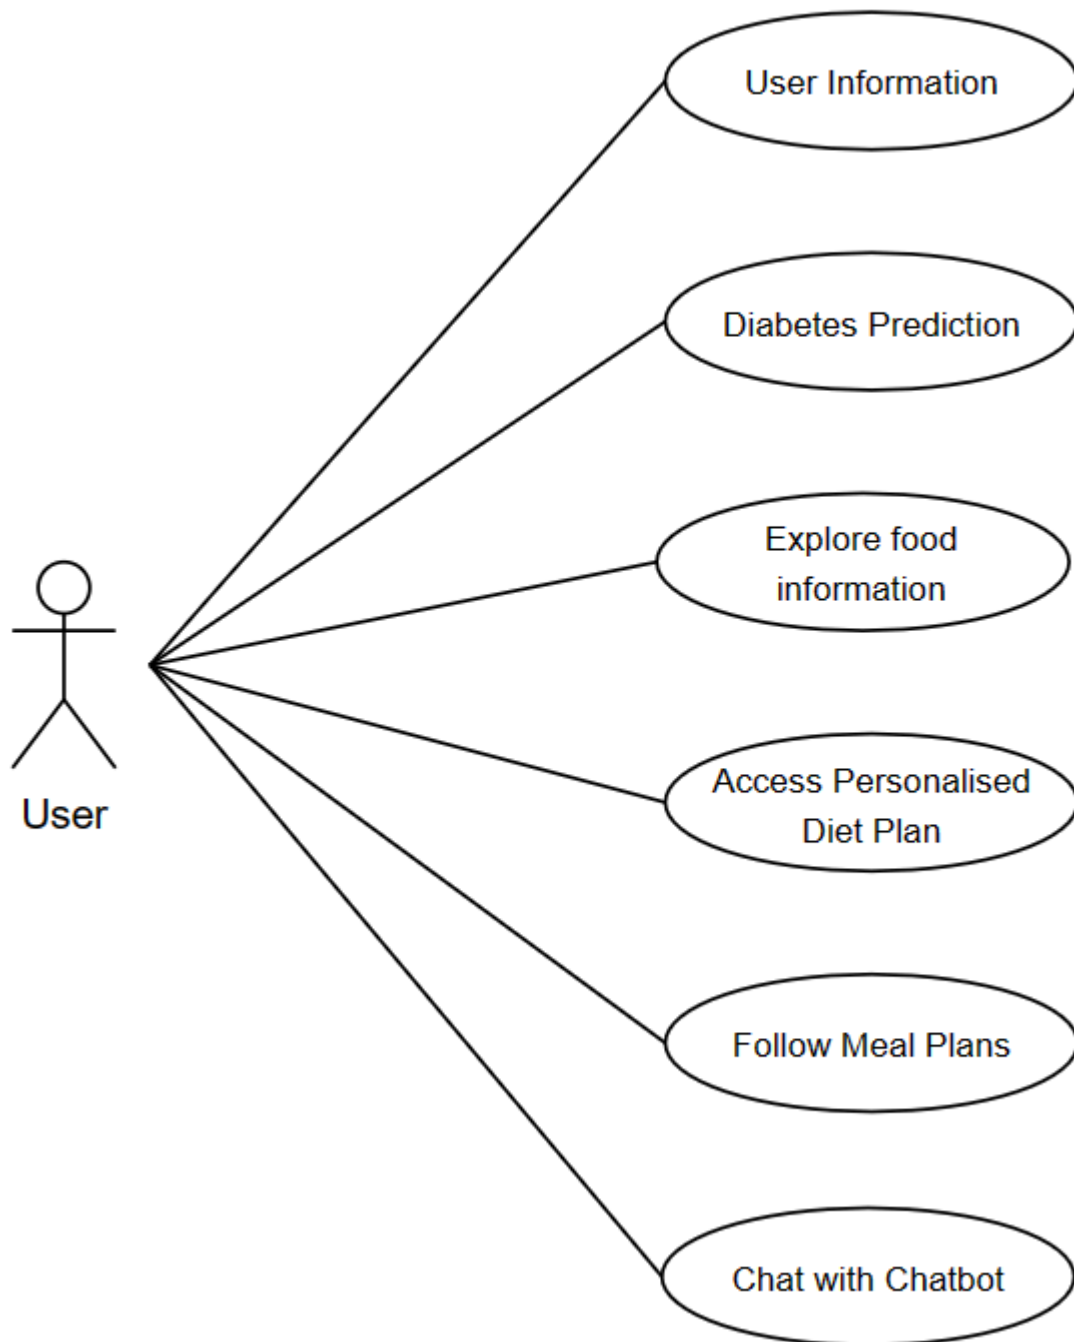 User Information
Diabetes Prediction
Explore food
information
Access Personalised
Diet Plan
User
Follow Meal Plans
Chat with Chatbot